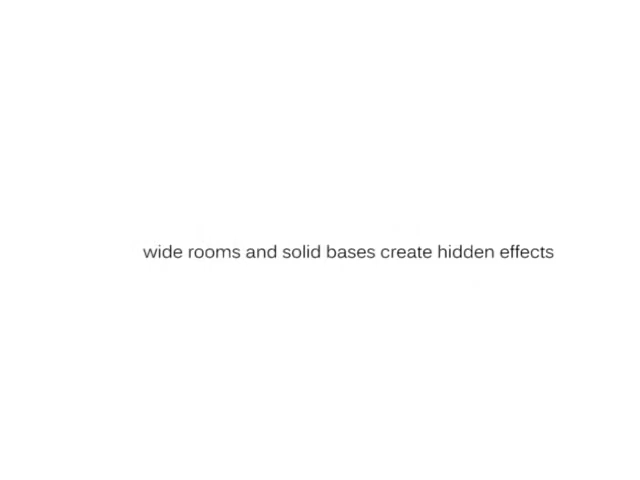 wide rooms and solid bases create hidden effects